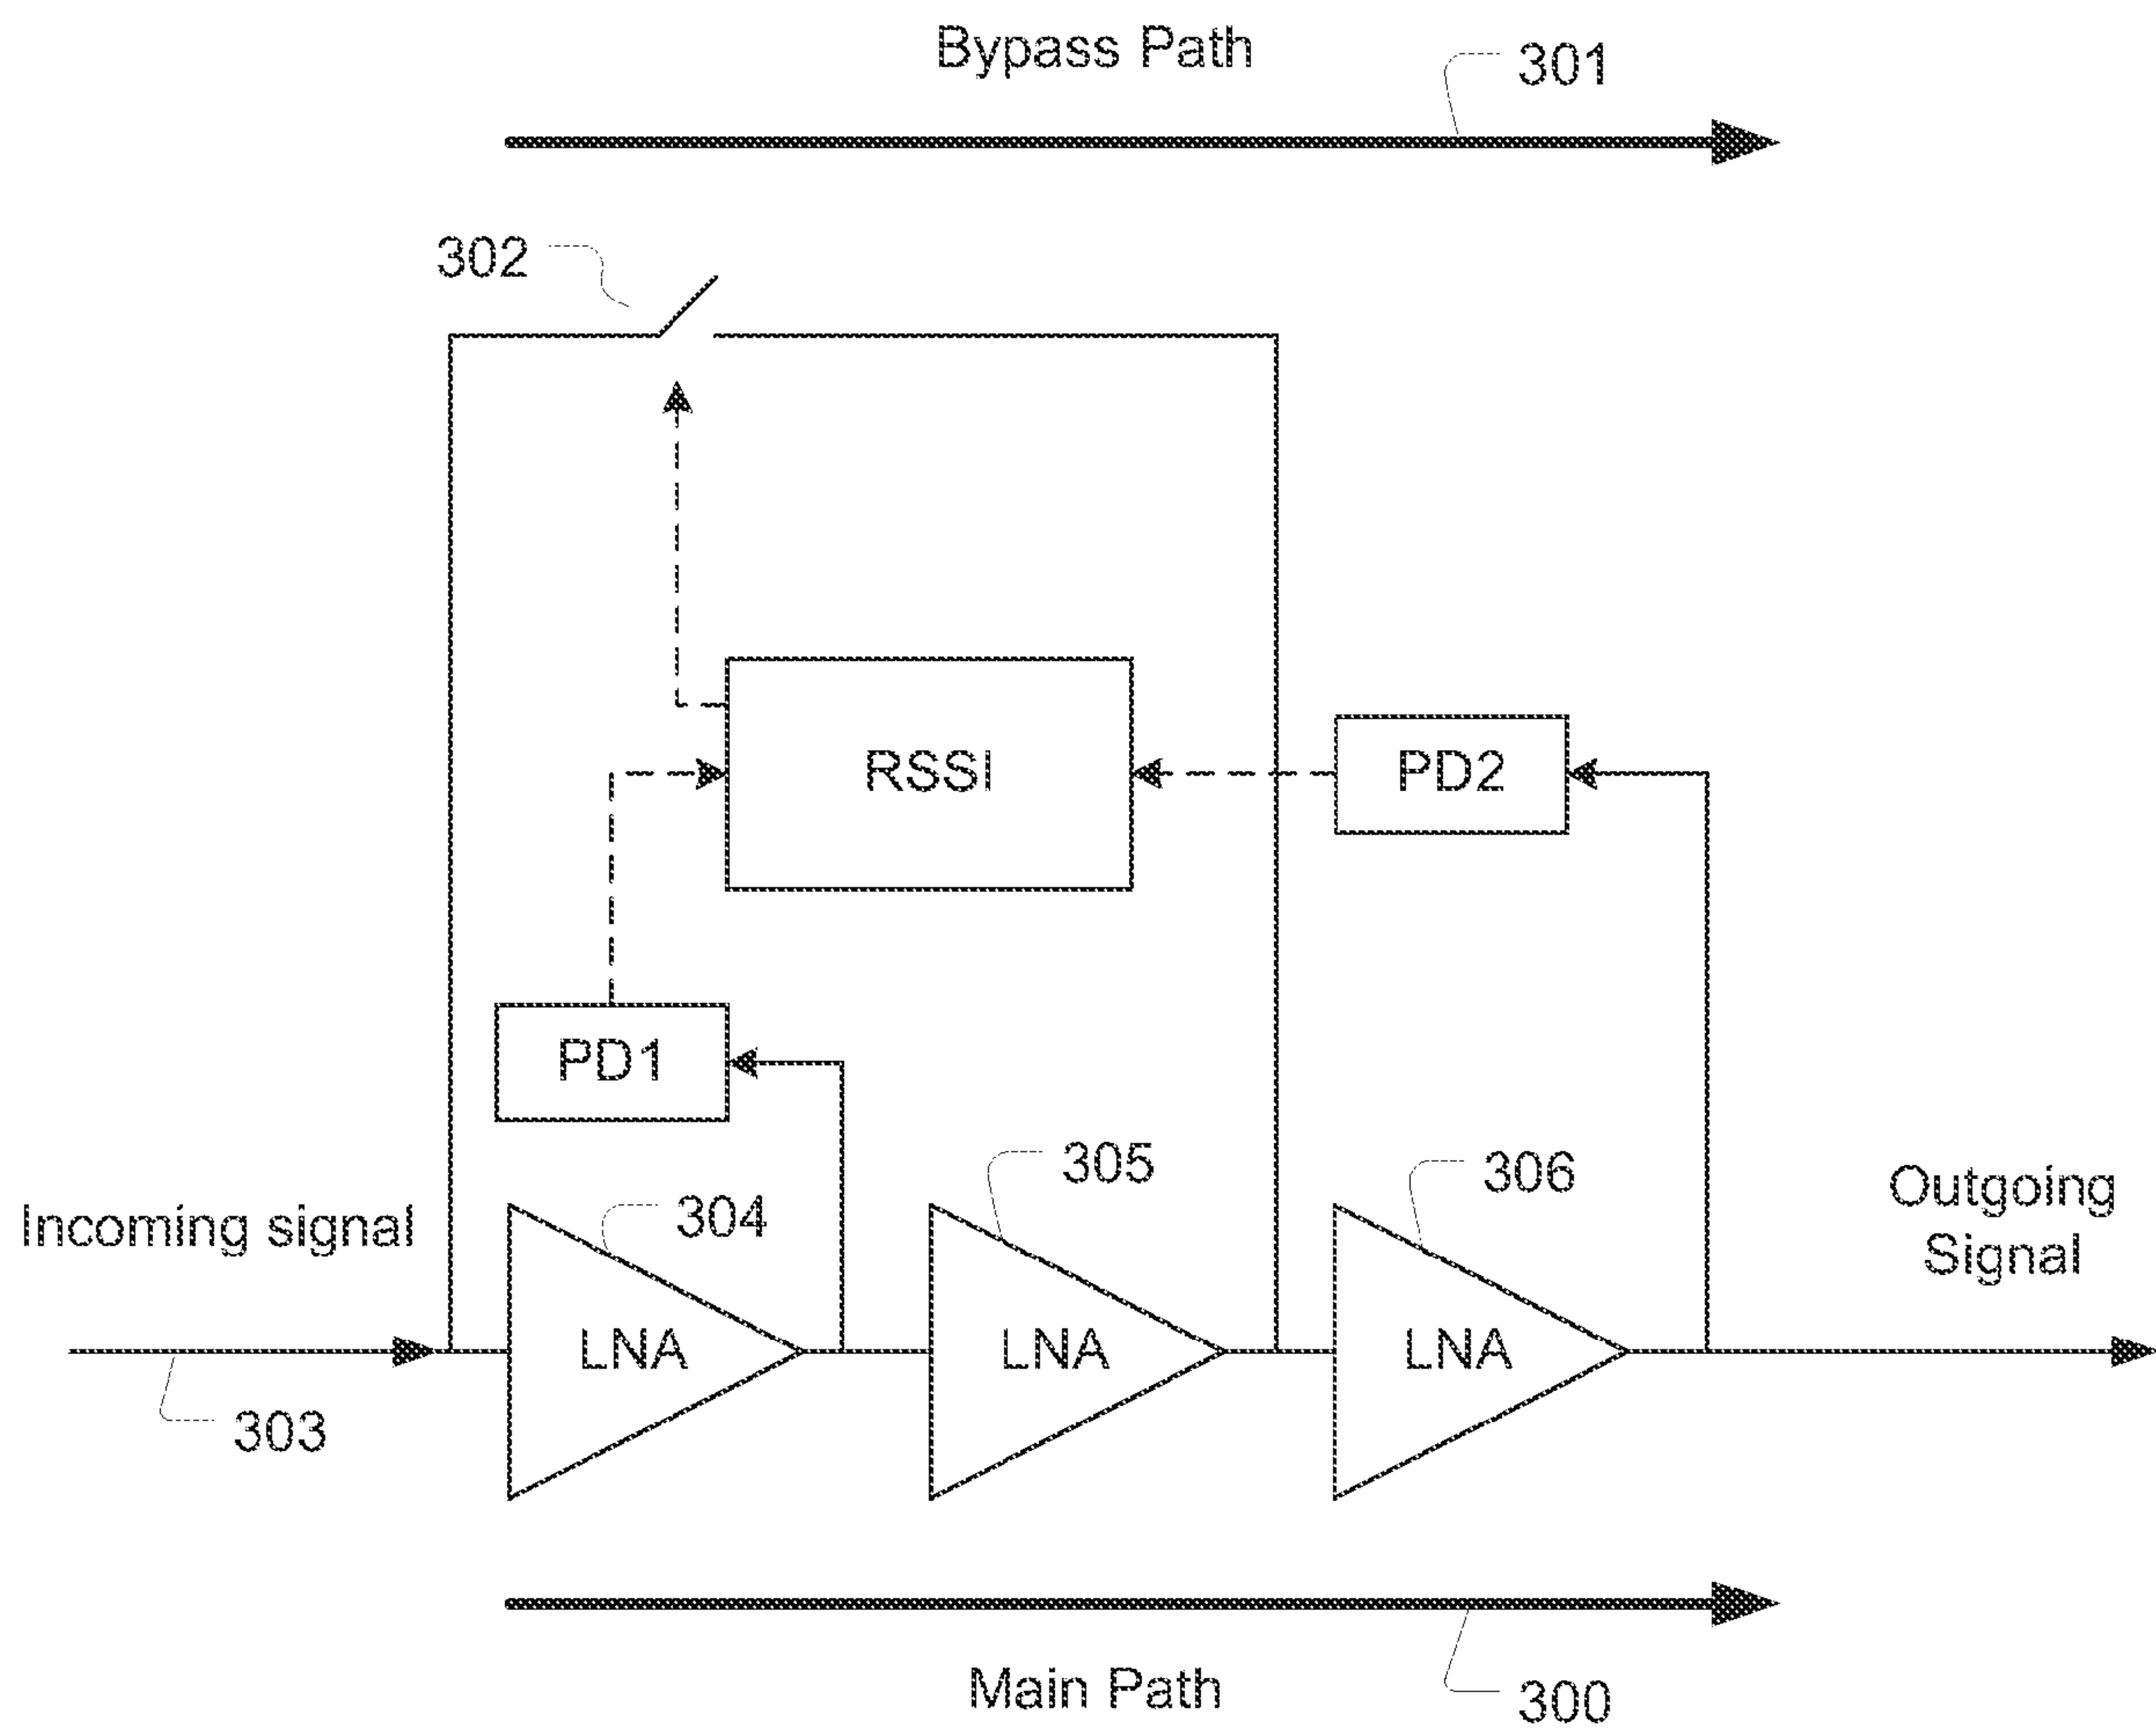 Bypass Path
301
302
RSSI
PD2
PD1
305
306
304
Incoming signal
Outgoing
Signal
LNA
LNA
LNA
303
Main Path
300